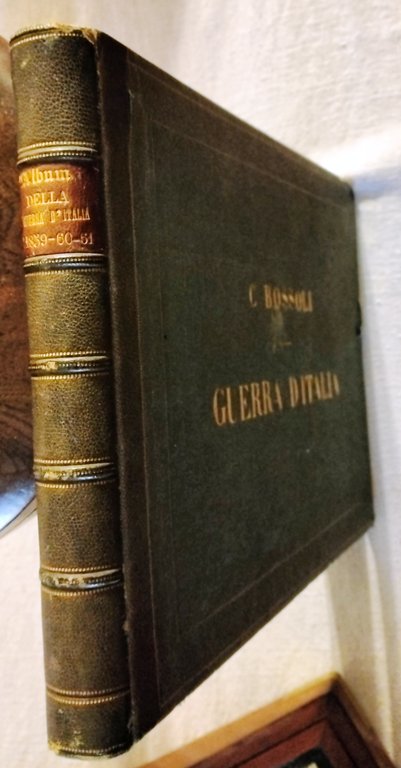 Album
DELLA
GUERRA D'ITALIA
1859-60-61
C BOSSOLI
GUERRA D'ITALIA